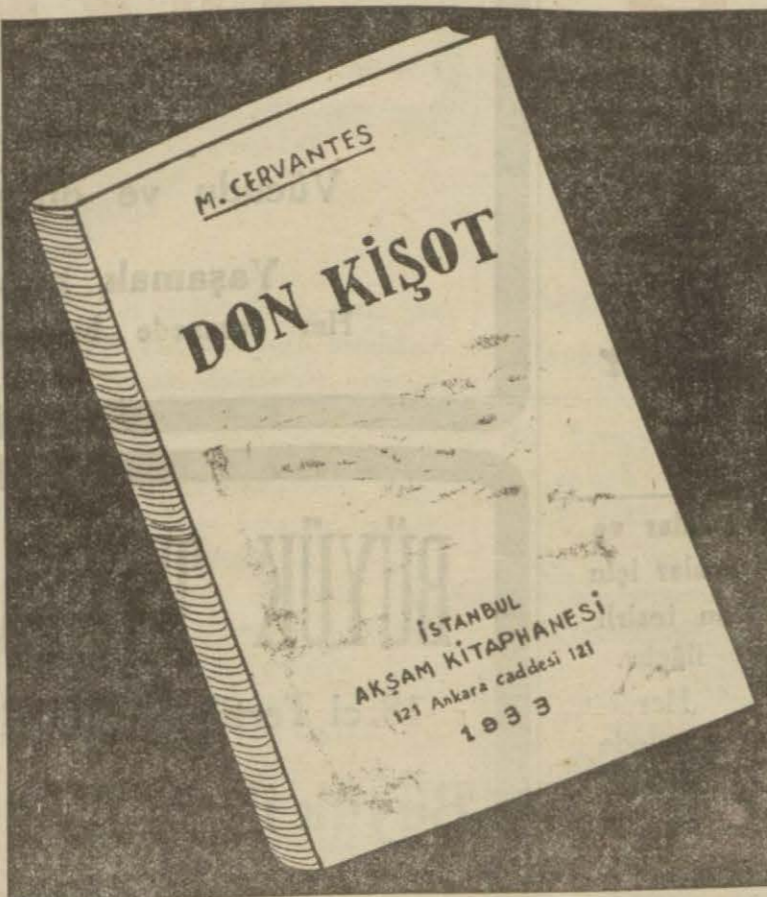 M. CERVANTES
DON KİŞOT
İSTANBUL
AKŞAM KİTAPHANESİ
121 Ankara caddesi 121
1933